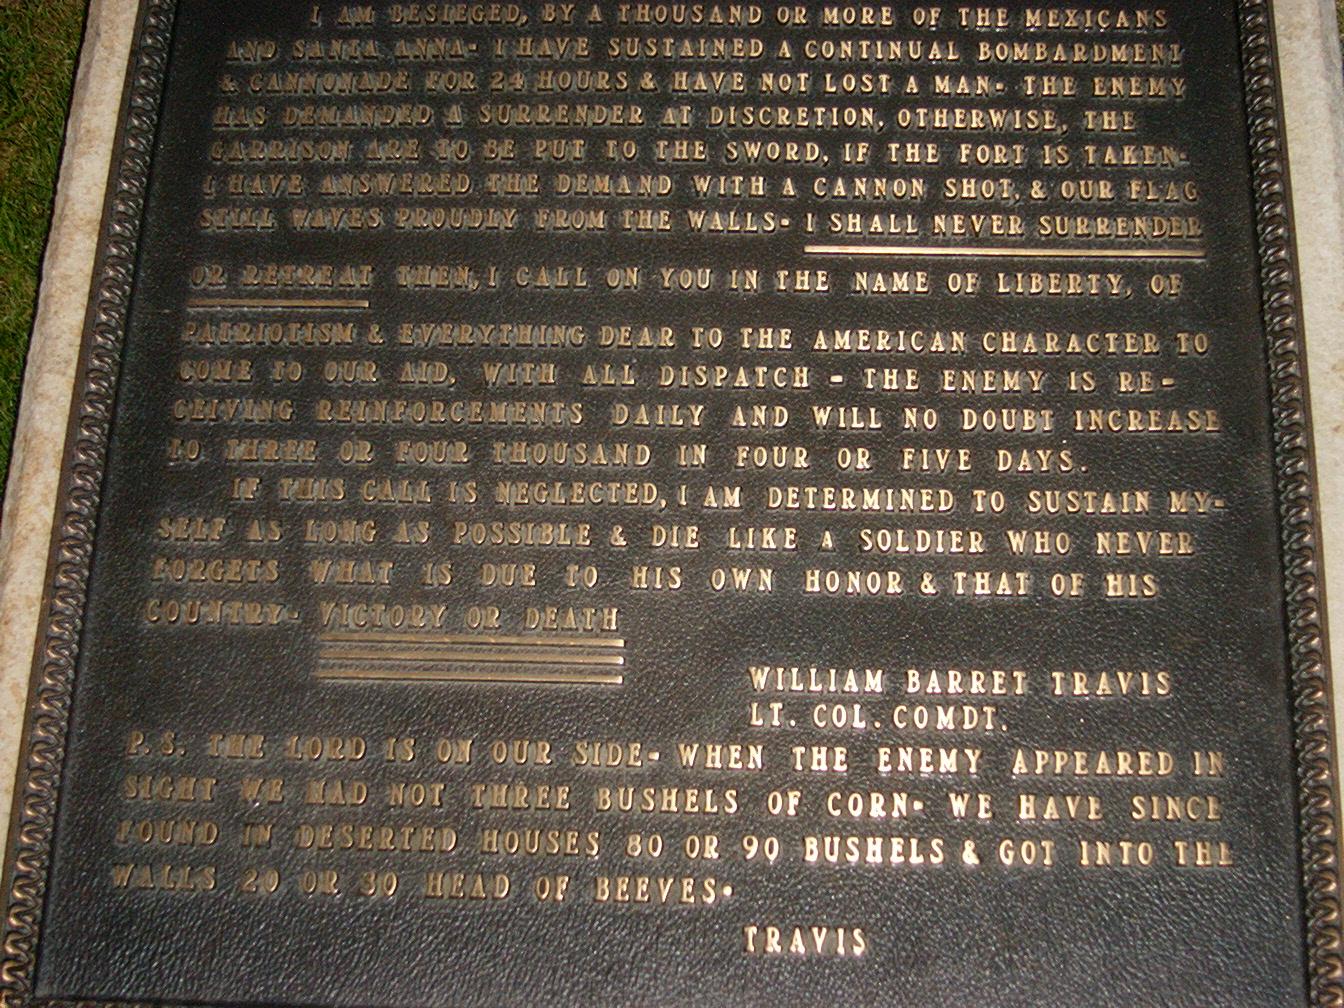 I AM BESIEGED, BY A THOUSAND OR MORE OF THE MEXICANS
AND SANTA ANNA- I HAVE SUSTAINED A CONTINUAL BOMBARDMENT
& CANNONADE FOR 24 HOURS & HAVE NOT LOST A MAN- THE ENEMY
HAS DEMANDED A SURRENDER AT DISCRETION, OTHERWISE, THE
GARRISON ARE TO BE PUT TO THE SWORD, IF THE FORT IS TAKEN-
I HAVE ANSWERED THE DEMAND WITH A CANNON SHOT, & OUR FLAG
STILL WAVES PROUDLY FROM THE WALLS- I SHALL NEVER SURRENDER
OR RETREAT THEN, I CALL ON YOU IN THE NAME OF LIBERTY, OF
PATRIOTISM & EVERYTHING DEAR TO THE AMERICAN CHARACTER TO
COME TO OUR AID, WITH ALL DISPATCH - THE ENEMY IS RE-
CEIVING REINFORCEMENTS DAILY AND WILL NO DOUBT INCREASE
TO THREE OR FOUR THOUSAND IN FOUR OR FIVE DAYS.
IF THIS CALL IS NEGLECTED, I AM DETERMINED TO SUSTAIN MY-
SELF AS LONG AS POSSIBLE & DIE LIKE A SOLDIER WHO NEVER
FORGETS WHAT IS DUE TO HIS OWN HONOR & THAT OF HIS
COUNTRY- VICTORY OR DEATH
WILLIAM BARRET TRAVIS
LT. COL. COMDT.
P. S. THE LORD IS ON OUR SIDE- WHEN THE ENEMY APPEARED IN
SIGHT WE HAD NOT THREE BUSHELS OF CORN- WE HAVE SINCE
FOUND IN DESERTED HOUSES 80 OR 90 BUSHELS & GOT INTO THE
WALLS 20 OR 30 HEAD OF BEEVES-
TRAVIS